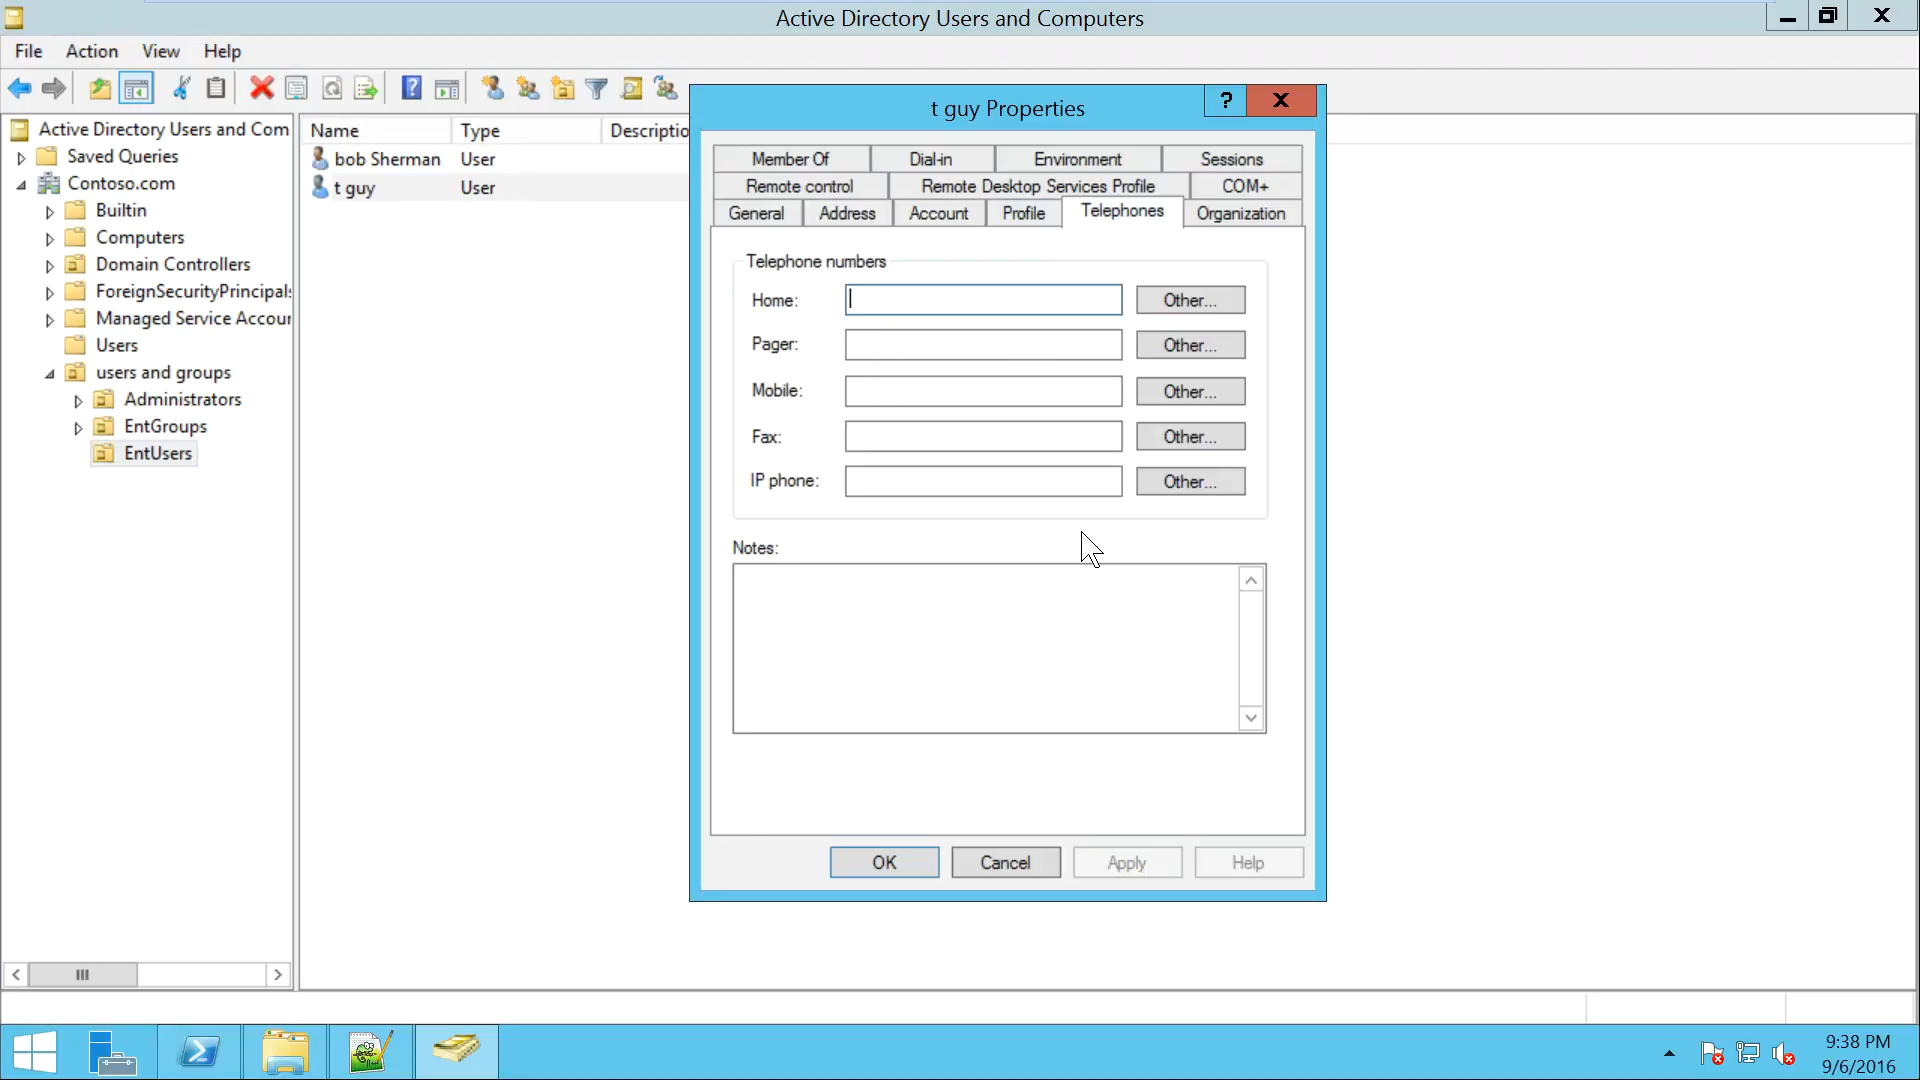 Active Directory Users and Computers
File Action View Help
Active Directory Users and Com
Saved Queries
Contoso.com
Builtin
Computers
Domain Controllers
ForeignSecurityPrincipals
Managed Service Accour
Users
users and groups
Administrators
EntGroups
EntUsers
Name Type Descriptio
bob Sherman User
t guy User
t guy Properties
?
Member Of Dial-in Environment Sessions
Remote control Remote Desktop Services Profile COM+
General Address Account Profile Telephones Organization
Telephone numbers
Home: Other...
Pager: Other...
Mobile: Other...
Fax: Other...
IP phone: Other...
Notes:
OK Cancel Apply Help
9:38 PM
9/6/2016